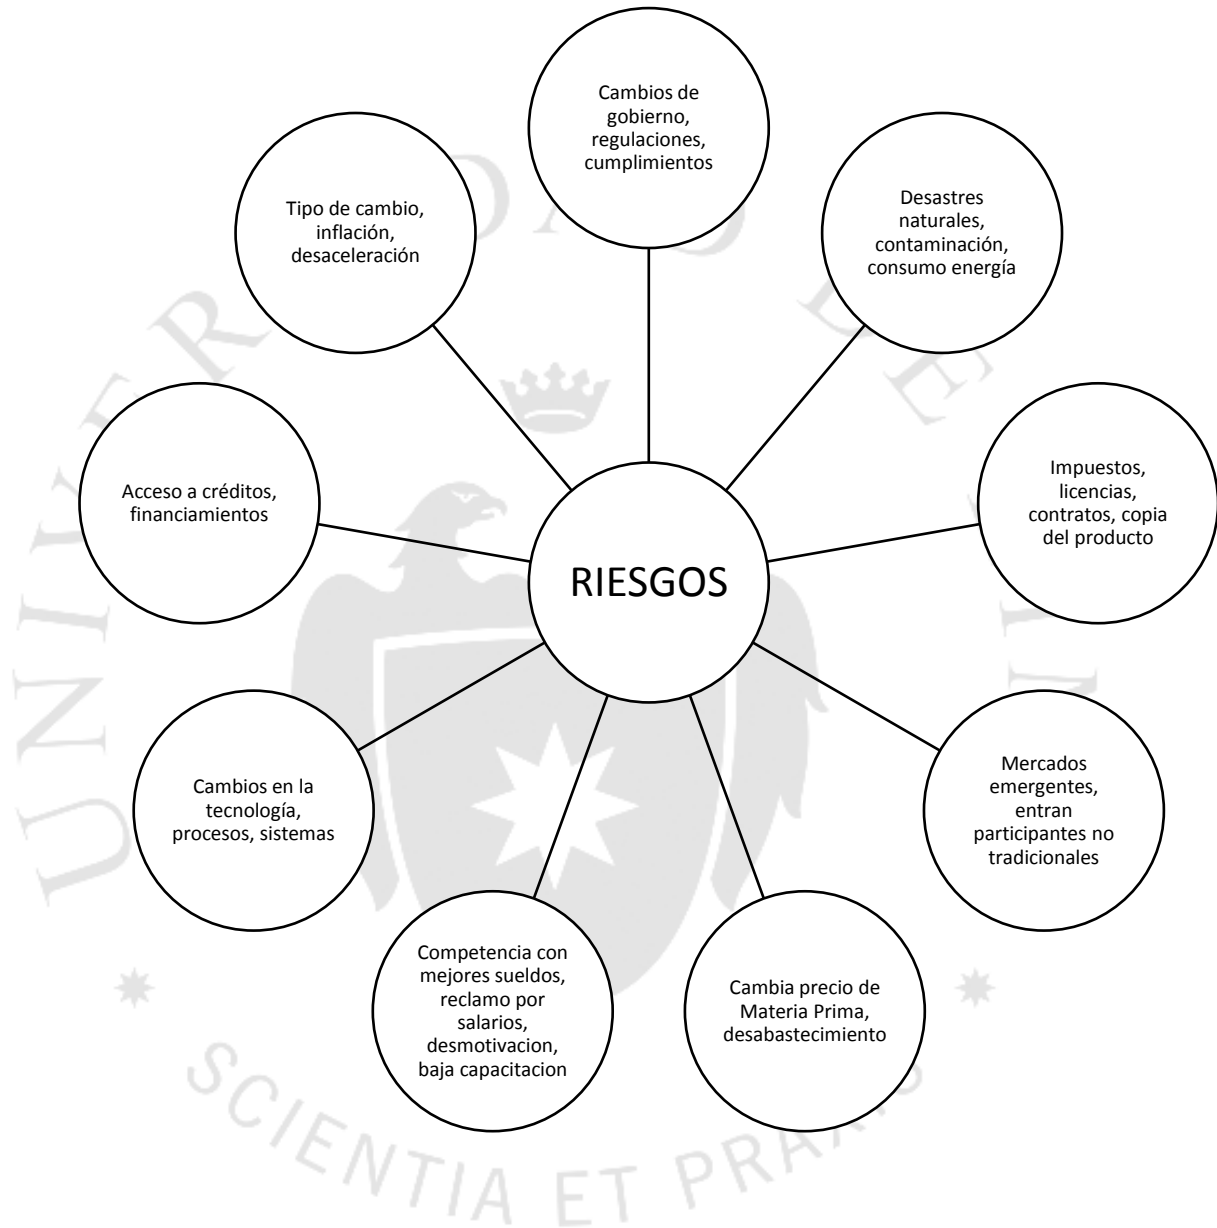 Cambios de
gobierno,
regulaciones,
cumplimientos
Desastres
naturales,
contaminación,
consumo energía
Impuestos,
licencias,
contratos, copia
del producto
Mercados
emergentes,
entran
participantes no
tradicionales
Cambia precio de
Materia Prima,
desabastecimiento
Competencia con
mejores sueldos,
reclamo por
salarios,
desmotivacion,
baja capacitacion
Cambios en la
tecnología,
procesos, sistemas
Acceso a créditos,
financiamientos
Tipo de cambio,
inflación,
desaceleración
RIESGOS
SCIENTIA ET